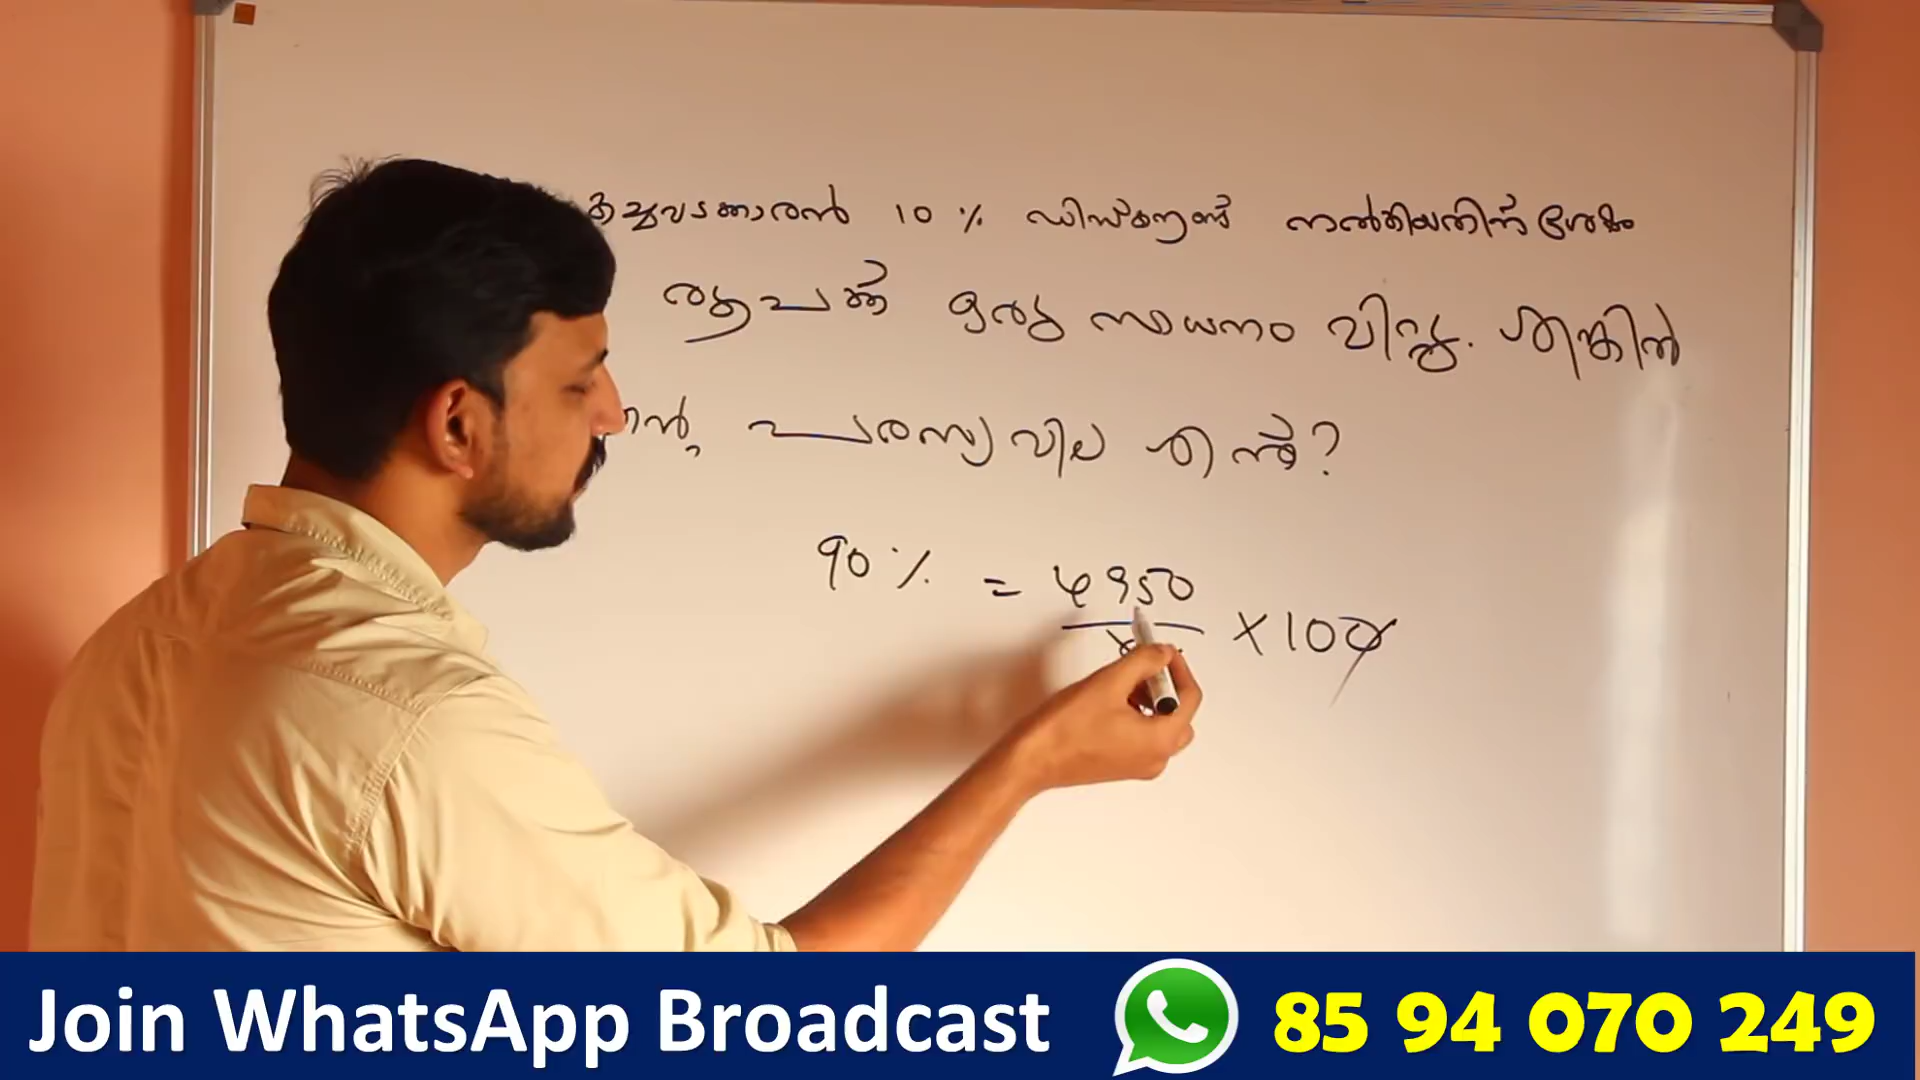 കച്ചവടക്കാരൻ 10 % ഡിസ്കൗണ്ട് നൽകിയതിന് ശേഷം
രൂപക്ക് ഒരു സാധനം വിറ്റു. എങ്കിൽ
പരസ്യവില എന്ത്?
90 % = 4950
× 100
Join WhatsApp Broadcast 85 94 070 249